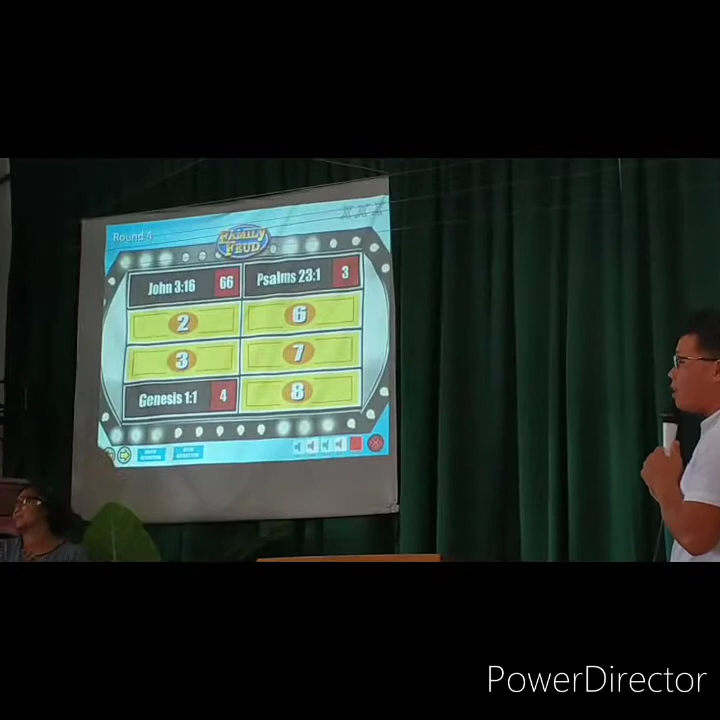 Round 4
X X X
FAMILY
FEUD
John 3:16 66
Psalms 23:1 3
2
6
3
7
Genesis 1:1 4
8
PowerDirector